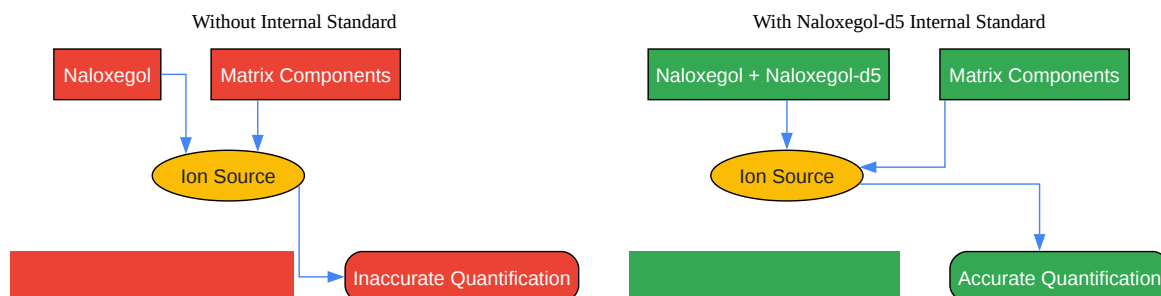 Without Internal Standard
Naloxegol
Matrix Components
Ion Source
Inaccurate Quantification
With Naloxegol-d5 Internal Standard
Naloxegol + Naloxegol-d5
Matrix Components
Ion Source
Accurate Quantification